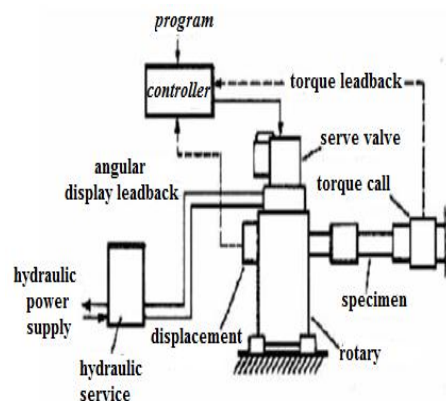 program
controller
torque leadback
serve valve
angular
display leadback
torque call
hydraulic
power
supply
displacement
specimen
rotary
hydraulic
service